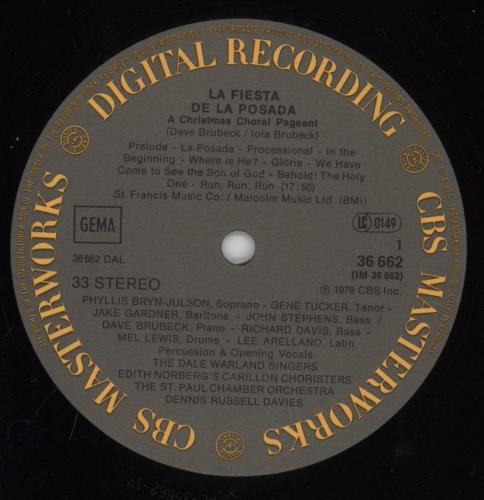 DIGITAL RECORDING
CBS MASTERWORKS
CBS MASTERWORKS
LA FIESTA
DE LA POSADA
A Christmas Choral Pageant
(Dave Brubeck / Iola Brubeck)
Prelude - La Posada - Processional - In the
Beginning - Where is He? - Gloria - We Have
Come to See the Son of God - Behold! The Holy
One - Run, Run, Run (17:50)
St. Francis Music Co. / Malcolm Music Ltd. (BMI)
GEMA
LC 0149
36 662 DAL
1
36 662
(IM 36 662)
33 STEREO
℗ 1979 CBS Inc.
PHYLLIS BRYN-JULSON, Soprano - GENE TUCKER, Tenor -
JAKE GARDNER, Baritone - JOHN STEPHENS, Bass /
DAVE BRUBECK, Piano - RICHARD DAVIS, Bass -
MEL LEWIS, Drums - LEE ARELLANO, Latin
Percussion & Opening Vocals
THE DALE WARLAND SINGERS
EDITH NORBERG'S CARILLON CHORISTERS
THE ST. PAUL CHAMBER ORCHESTRA
DENNIS RUSSELL DAVIES